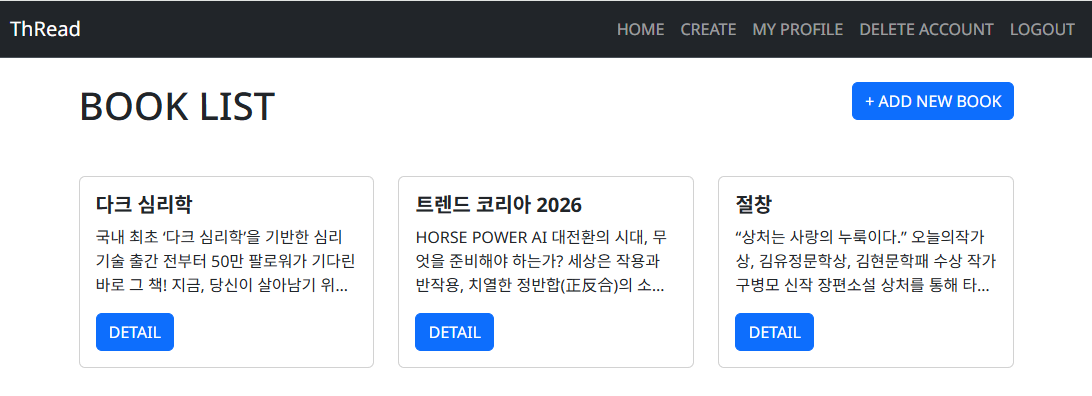 ThRead
HOME CREATE MY PROFILE DELETE ACCOUNT LOGOUT
BOOK LIST
+ ADD NEW BOOK
다크 심리학
국내 최초 ‘다크 심리학’을 기반한 심리
기술 출간 전부터 50만 팔로워가 기다린
바로 그 책! 지금, 당신이 살아남기 위...
DETAIL
트렌드 코리아 2026
HORSE POWER AI 대전환의 시대, 무
엇을 준비해야 하는가? 세상은 작용과
반작용, 치열한 정반합(正反合)의 소...
DETAIL
절창
“상처는 사랑의 누룩이다.” 오늘의작가
상, 김유정문학상, 김현문학패 수상 작가
구병모 신작 장편소설 상처를 통해 타...
DETAIL